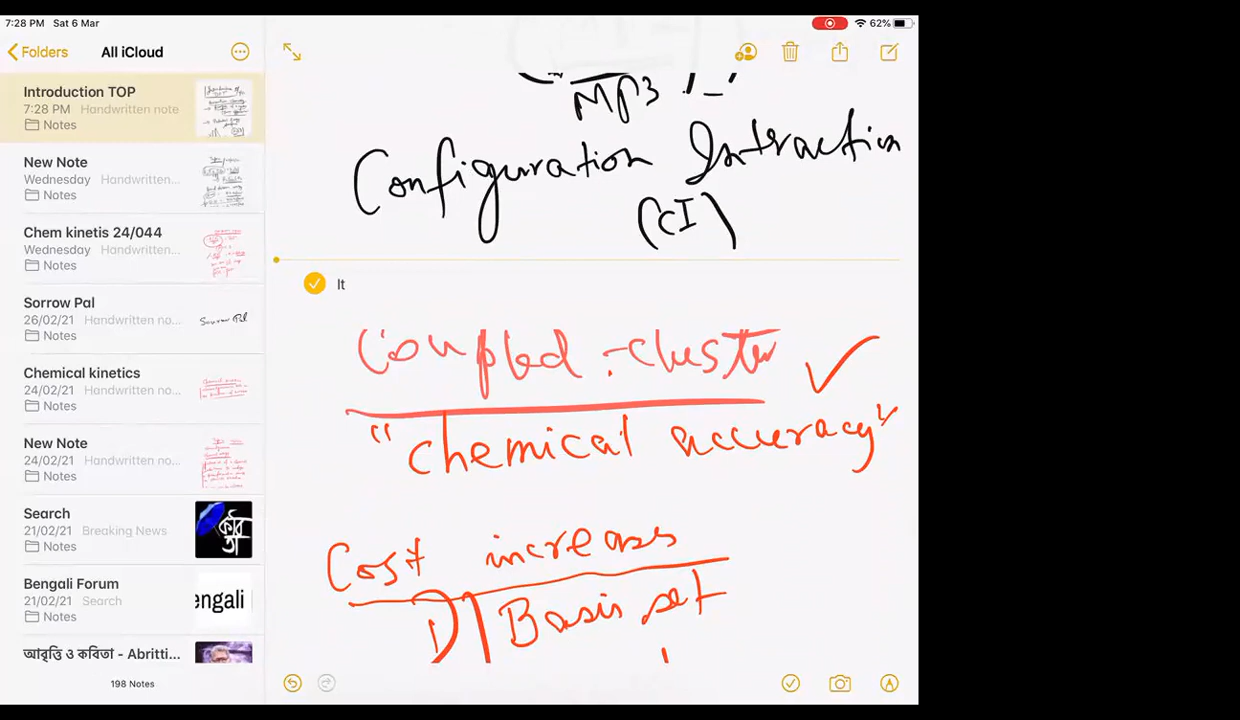 7:28 PM Sat 6 Mar
62%
Folders
All iCloud
Introduction TOP
7:28 PM Handwritten note
Notes
New Note
Wednesday Handwritten...
Notes
Chem kinetis 24/044
Wednesday Handwritten...
Notes
Sorrow Pal
26/02/21 Handwritten no...
Notes
Chemical kinetics
24/02/21 Handwritten no...
Notes
New Note
24/02/21 Handwritten no...
Notes
Search
21/02/21 Breaking News
Notes
Bengali Forum
21/02/21 Search
Notes
আবৃত্তি ও কবিতা - Abritti...
198 Notes
MP3
Configuration Interaction
(CI)
It
Coupled-cluster
"chemical accuracy"
Cost increases
1) Basis set